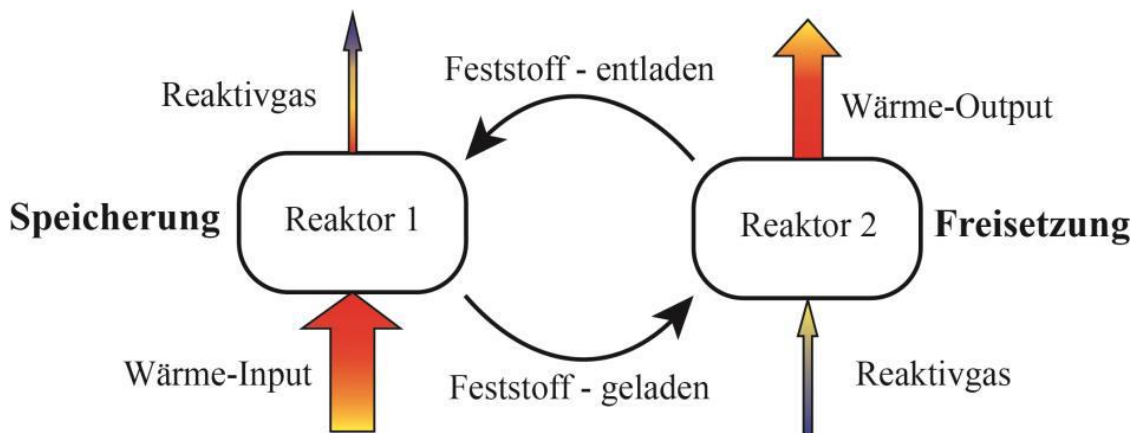 Feststoff - entladen
Reaktivgas
Wärme-Output
Speicherung
Reaktor 1
Reaktor 2
Freisetzung
Wärme-Input
Feststoff - geladen
Reaktivgas